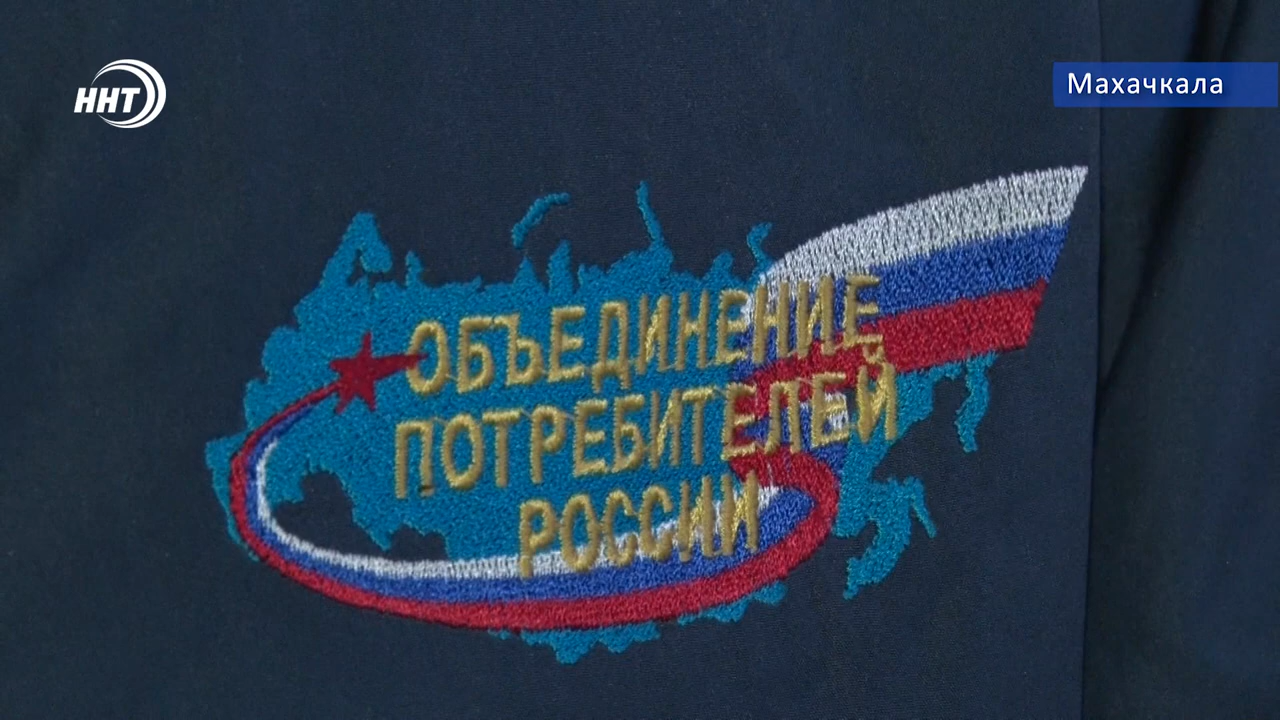 ННТ
Махачкала
ОБЪЕДИНЕНИЕ
ПОТРЕБИТЕЛЕЙ
РОССИИ